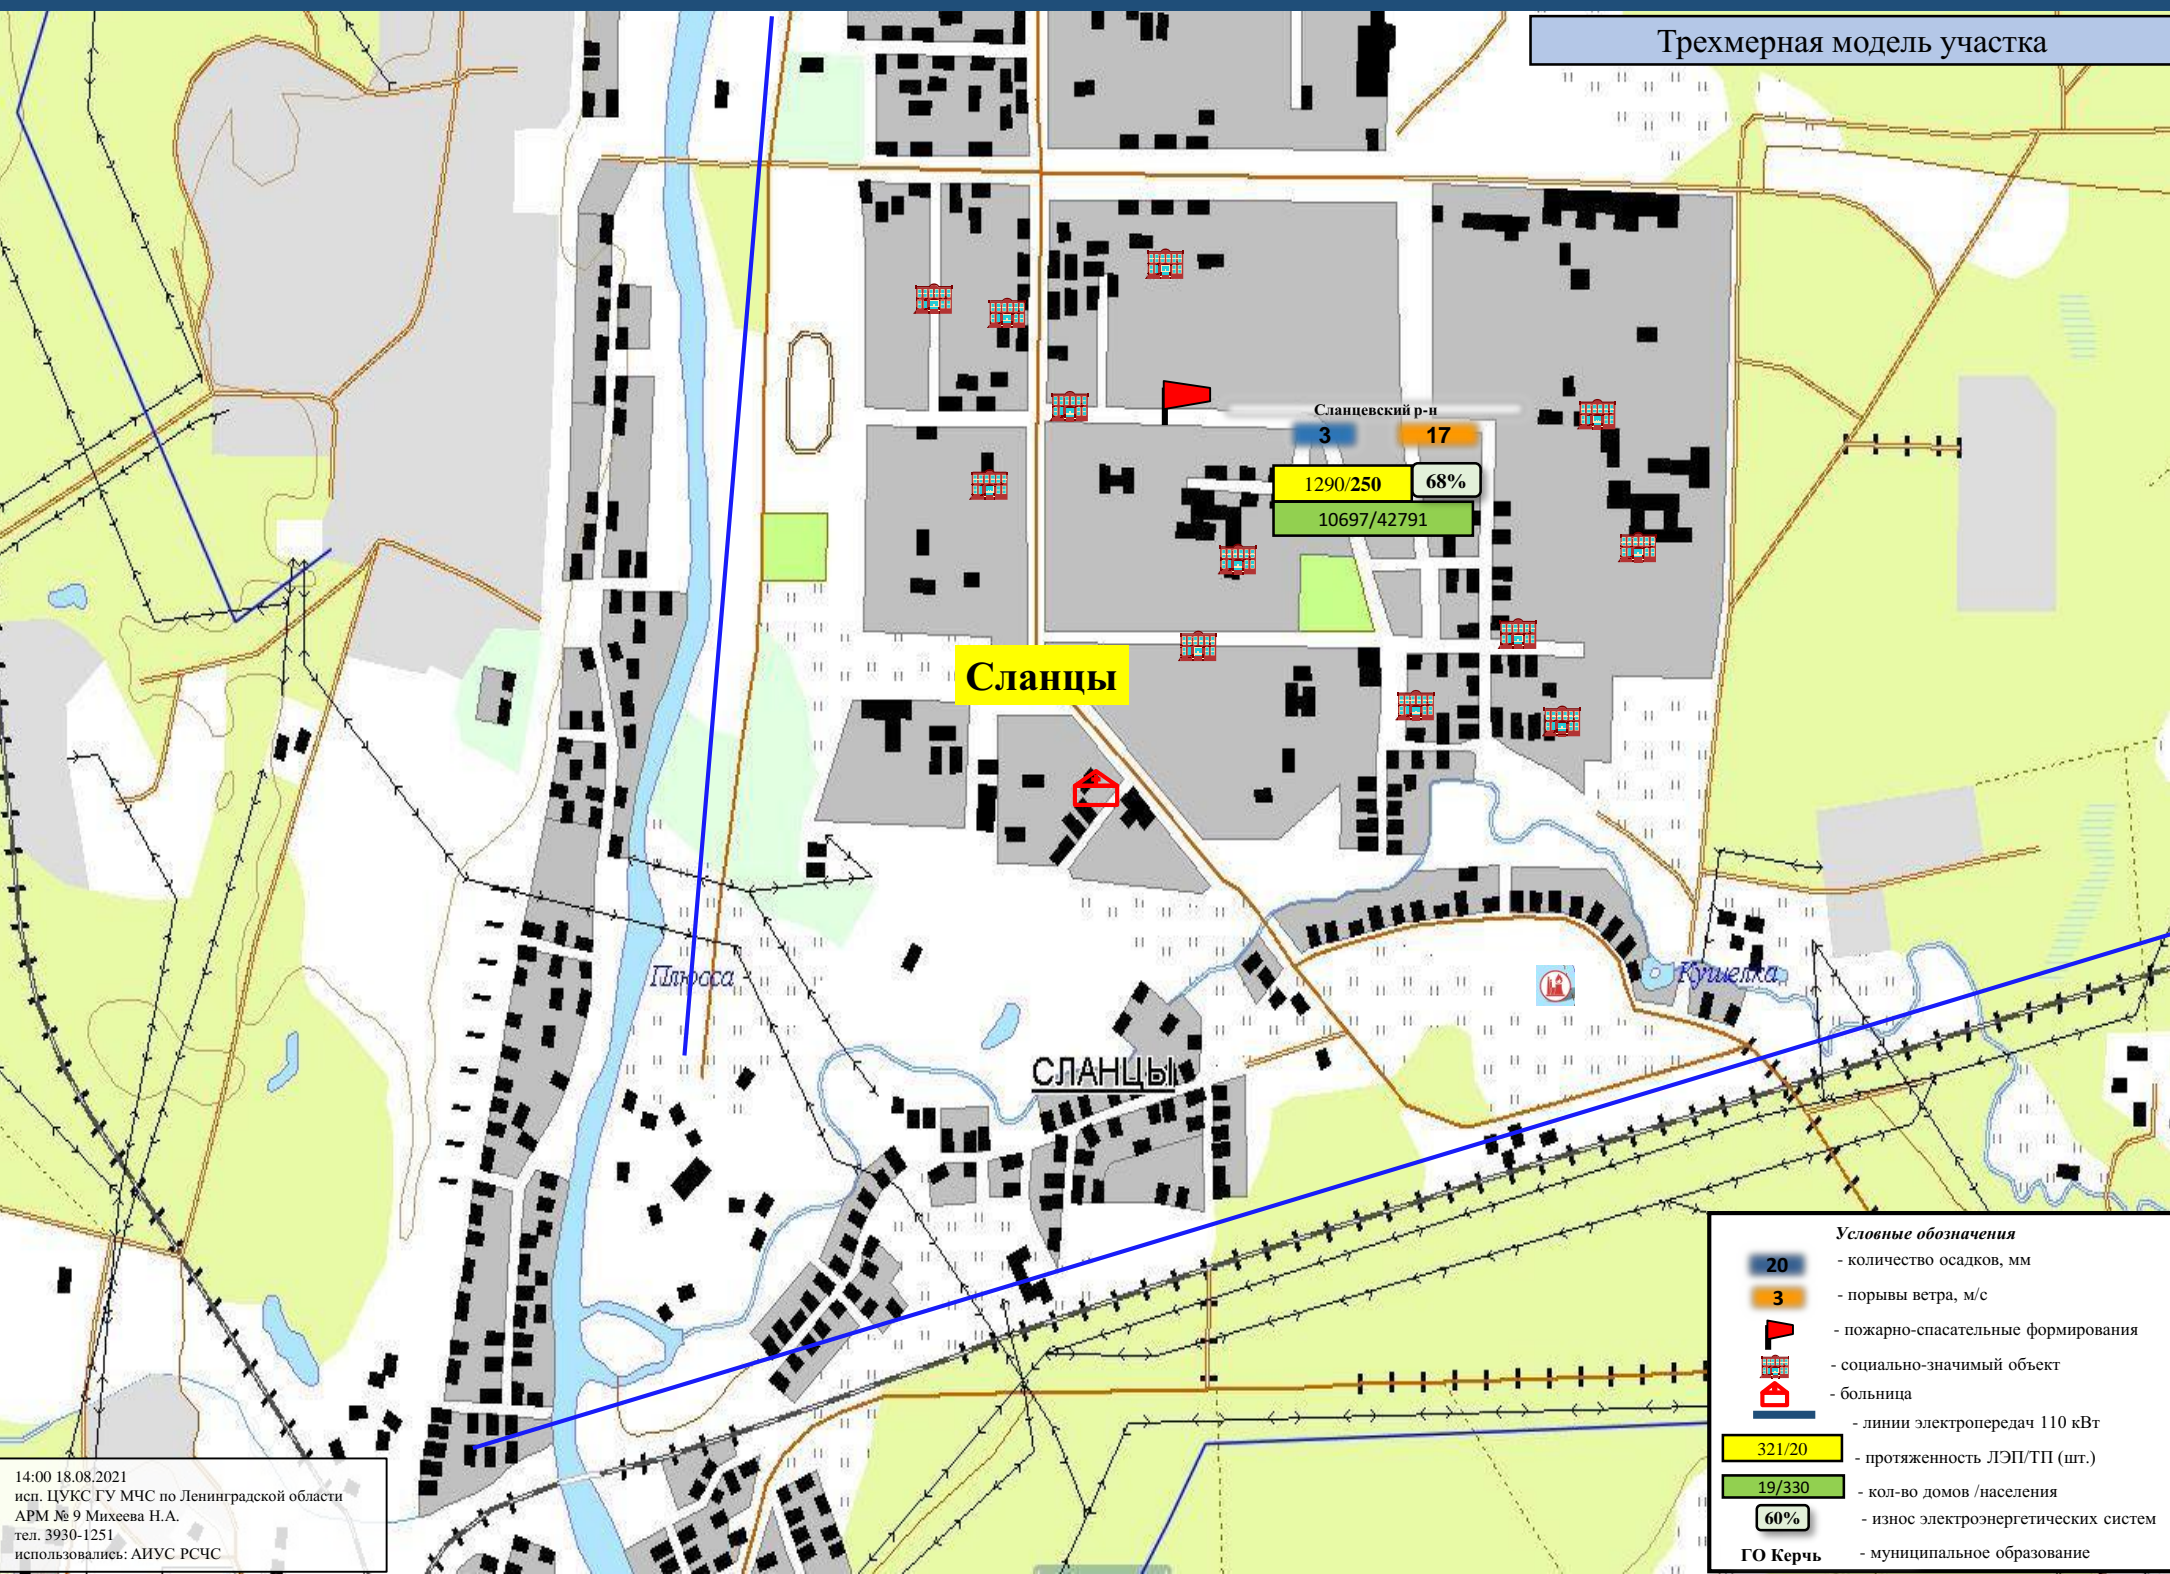 Трехмерная модель участка
Сланцевский р-н
3
17
1290/250
68%
10697/42791
Сланцы
Плюсса
Кушелка
СЛАНЦЫ
Условные обозначения
20 - количество осадков, мм
3 - порывы ветра, м/с
- пожарно-спасательные формирования
- социально-значимый объект
- больница
- линии электропередач 110 кВт
321/20 - протяженность ЛЭП/ТП (шт.)
19/330 - кол-во домов /населения
60% - износ электроэнергетических систем
ГО Керчь - муниципальное образование
14:00 18.08.2021
исп. ЦУКС ГУ МЧС по Ленинградской области
АРМ № 9 Михеева Н.А.
тел. 3930-1251
использовались: АИУС РСЧС